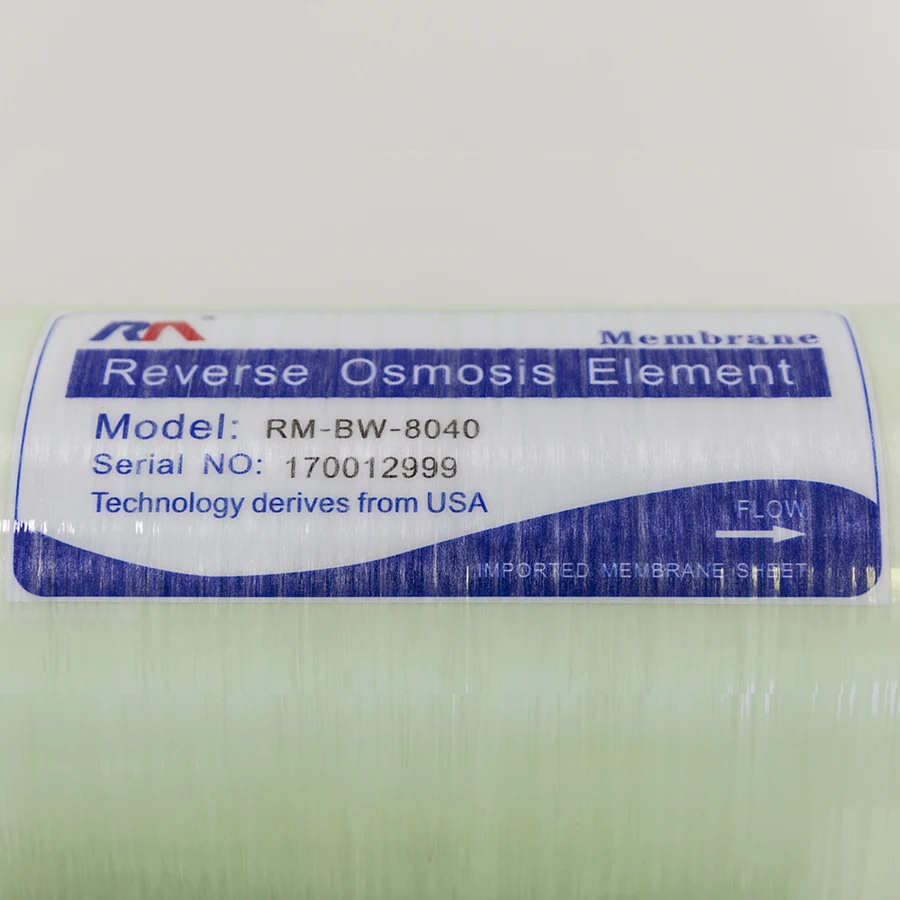 RM Membrane
Reverse Osmosis Element
Model: RM-BW-8040
Serial NO: 170012999
Technology derives from USA
FLOW
IMPORTED MEMBRANE SHEET